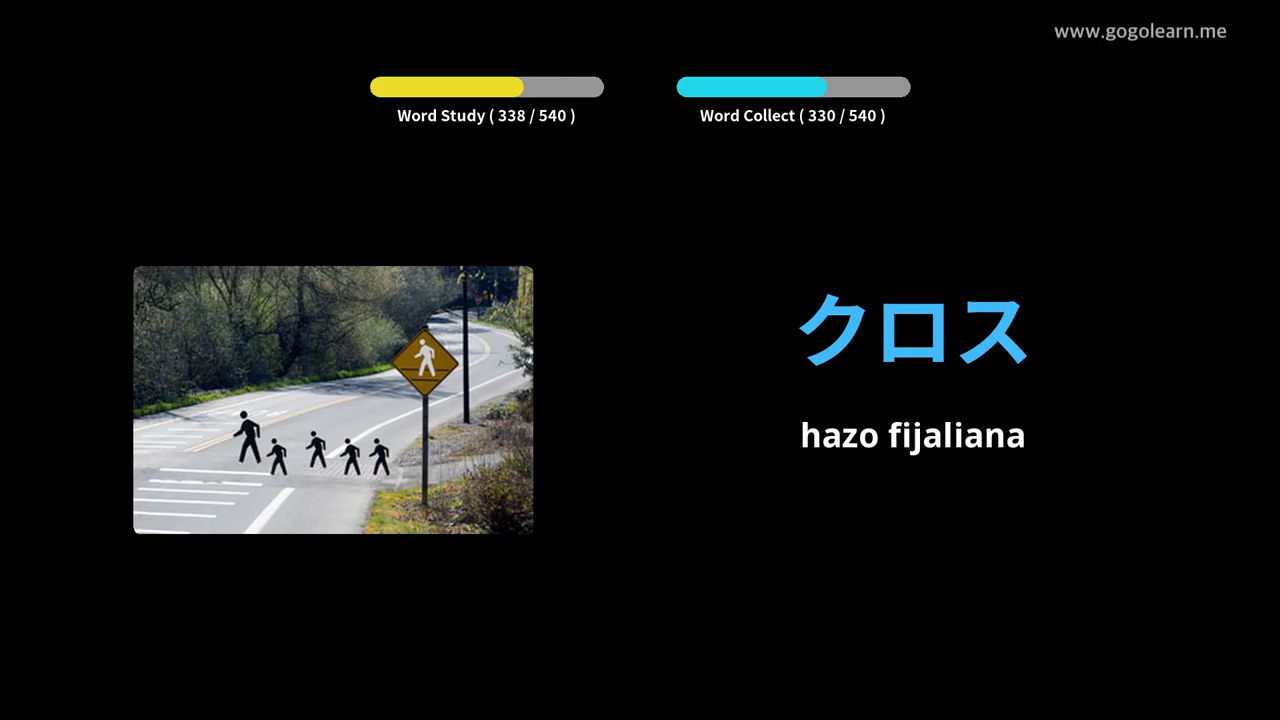 www.gogolearn.me
Word Study ( 338 / 540 )
Word Collect ( 330 / 540 )
クロス
hazo fijaliana